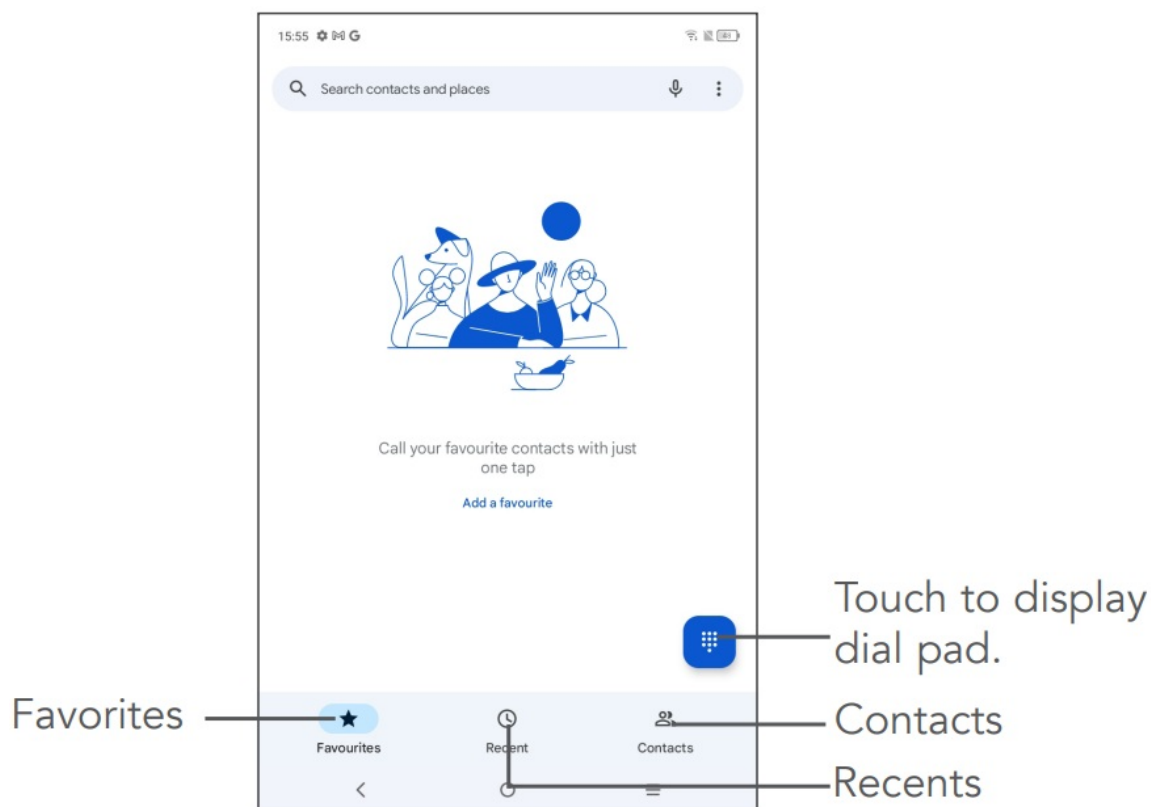 15:55
Search contacts and places
Call your favourite contacts with just
one tap
Add a favourite
Touch to display
dial pad.
Favorites
Contacts
Favourites
Recent
Contacts
Recents